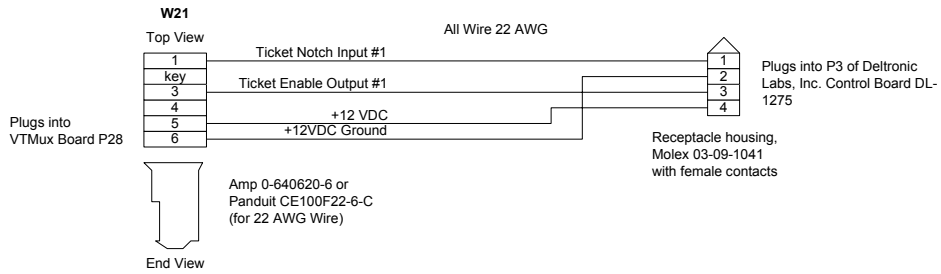 W21
Top View
All Wire 22 AWG
1
key
3
4
5
6
Ticket Notch Input #1
Ticket Enable Output #1
+12 VDC
+12VDC Ground
1
2
3
4
Plugs into P3 of Deltronic
Labs, Inc. Control Board DL-
1275
Plugs into
VTMux Board P28
Receptacle housing,
Molex 03-09-1041
with female contacts
Amp 0-640620-6 or
Panduit CE100F22-6-C
(for 22 AWG Wire)
End View